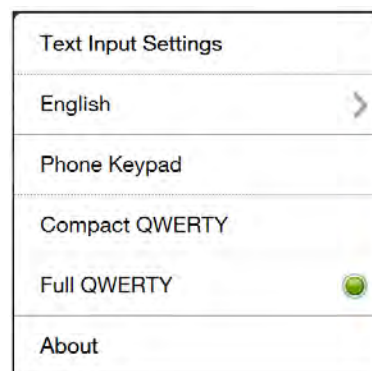 Text Input Settings
English
Phone Keypad
Compact QWERTY
Full QWERTY
About